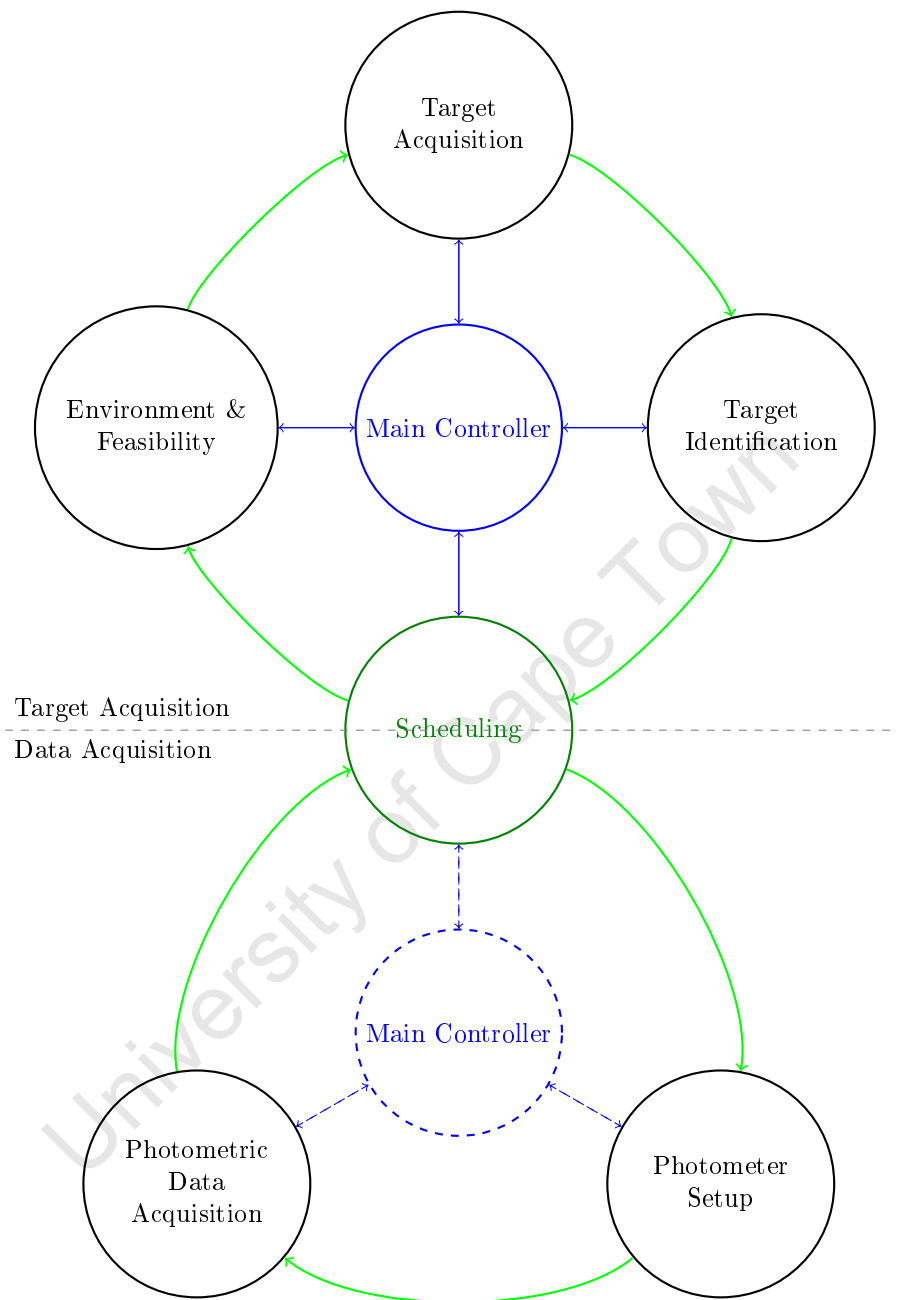 Target
Acquisition
Environment &
Feasibility
Main Controller
Target
Identification
Target Acquisition
Scheduling
Data Acquisition
Main Controller
Photometric
Data
Acquisition
Photometer
Setup
University of Cape Town